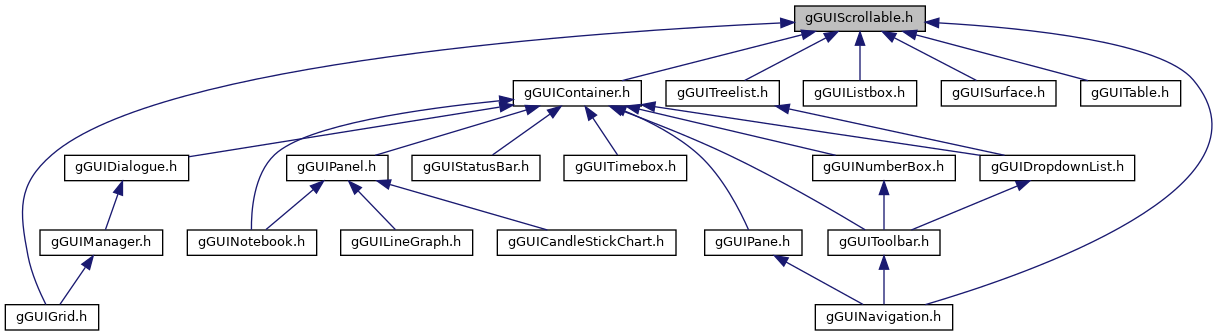 gGUIScrollable.h
gGUIContainer.h
gGUITreelist.h
gGUIListbox.h
gGUISurface.h
gGUITable.h
gGUIDialogue.h
gGUIPanel.h
gGUIStatusBar.h
gGUITimebox.h
gGUINumberBox.h
gGUIDropdownList.h
gGUIManager.h
gGUINotebook.h
gGUILineGraph.h
gGUICandleStickChart.h
gGUIPane.h
gGUIToolbar.h
gGUIGrid.h
gGUINavigation.h